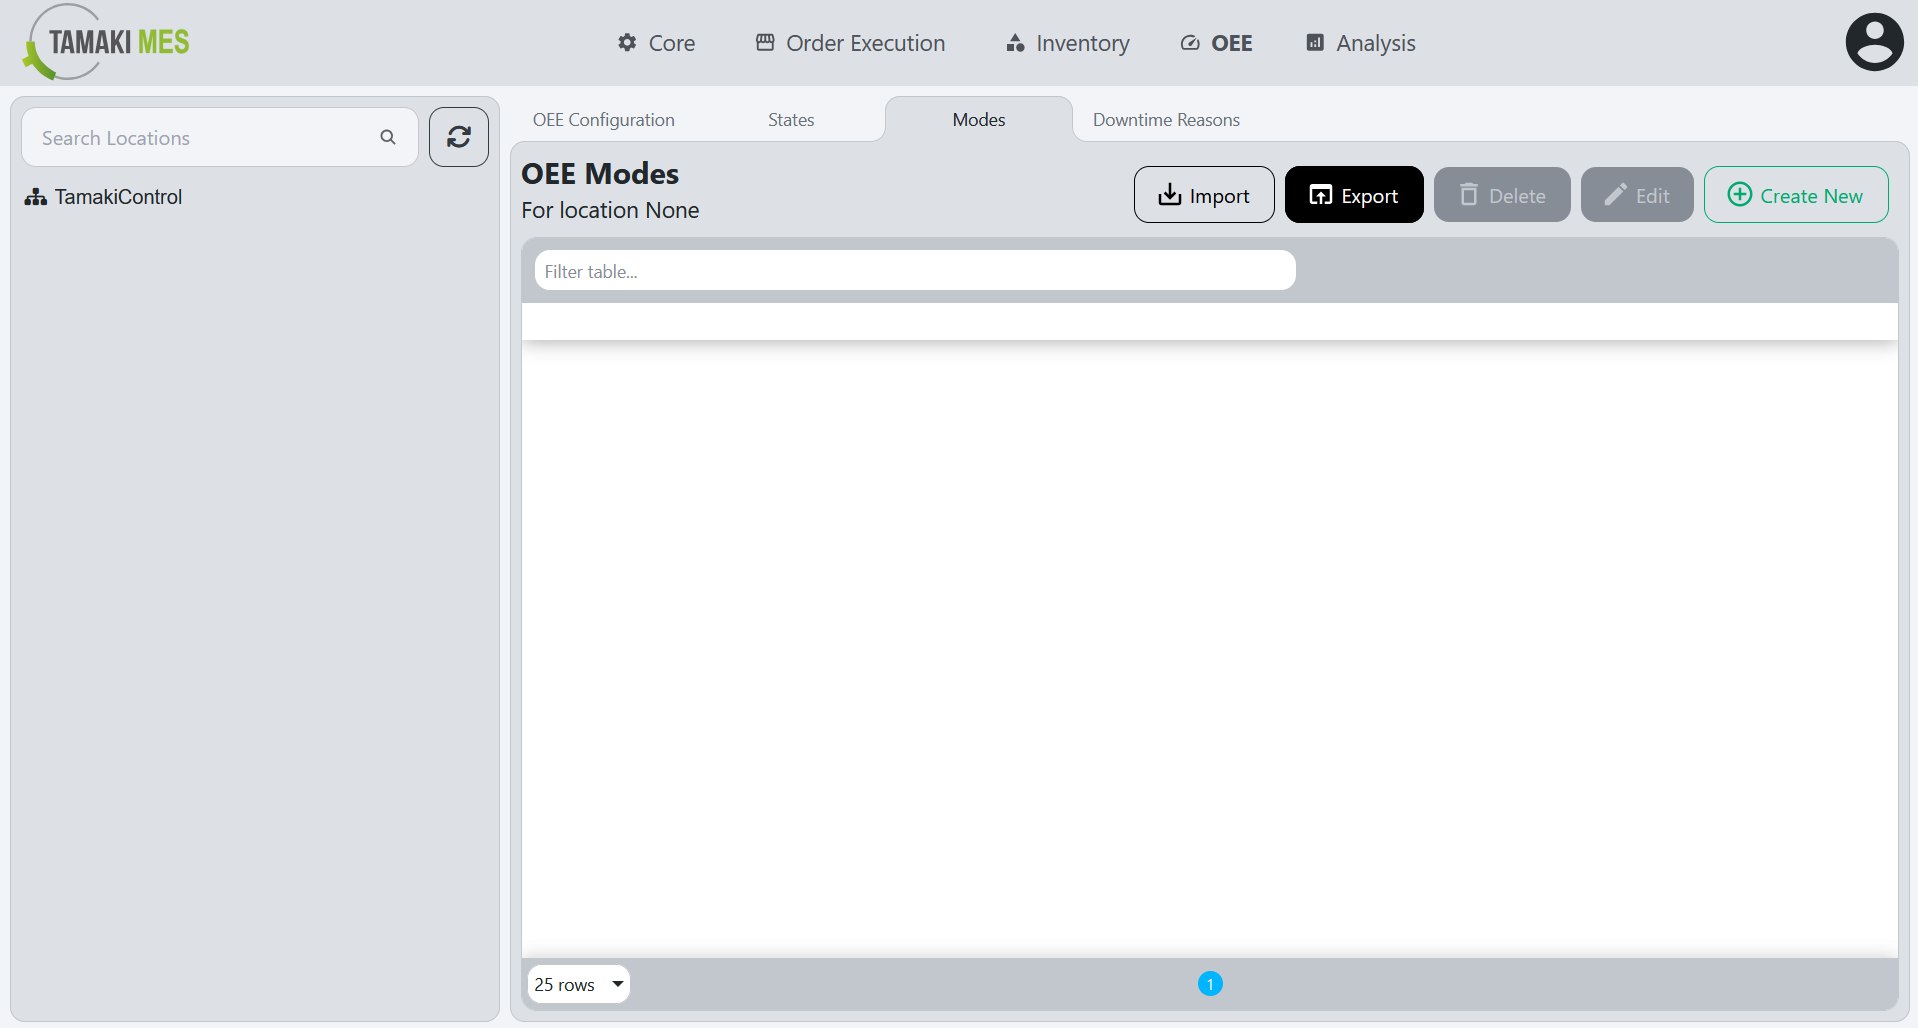 TAMAKI MES
Core
Order Execution
Inventory
OEE
Analysis
Search Locations
TamakiControl
OEE Configuration
States
Modes
Downtime Reasons
OEE Modes
For location None
Import
Export
Delete
Edit
Create New
Filter table...
25 rows
1